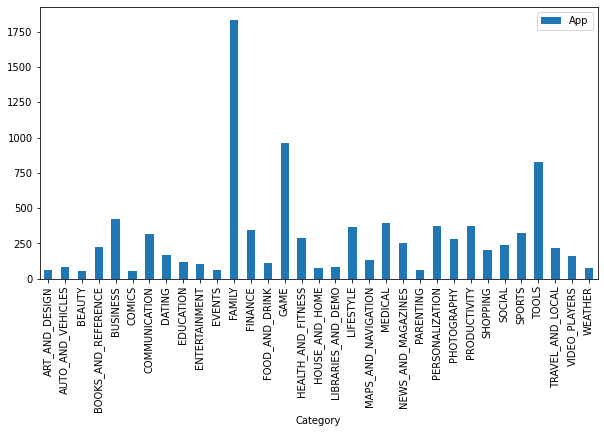 App
1750
1500
1250
1000
750
500
250
0
ART_AND_DESIGN
AUTO_AND_VEHICLES
BEAUTY
BOOKS_AND_REFERENCE
BUSINESS
COMICS
COMMUNICATION
DATING
EDUCATION
ENTERTAINMENT
EVENTS
FAMILY
FINANCE
FOOD_AND_DRINK
GAME
HEALTH_AND_FITNESS
HOUSE_AND_HOME
LIBRARIES_AND_DEMO
LIFESTYLE
MAPS_AND_NAVIGATION
MEDICAL
NEWS_AND_MAGAZINES
PARENTING
PERSONALIZATION
PHOTOGRAPHY
PRODUCTIVITY
SHOPPING
SOCIAL
SPORTS
TOOLS
TRAVEL_AND_LOCAL
VIDEO_PLAYERS
WEATHER
Category